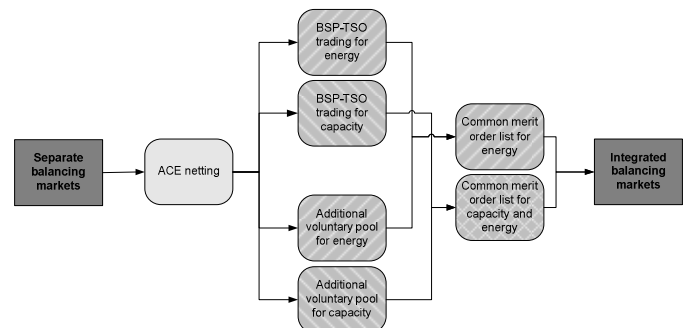 BSP-TSO
trading for
energy
BSP-TSO
trading for
capacity
Separate
balancing
markets
ACE netting
Additional
voluntary pool
for energy
Additional
voluntary pool
for capacity
Common merit
order list for
energy
Common merit
order list for
capacity and
energy
Integrated
balancing
markets